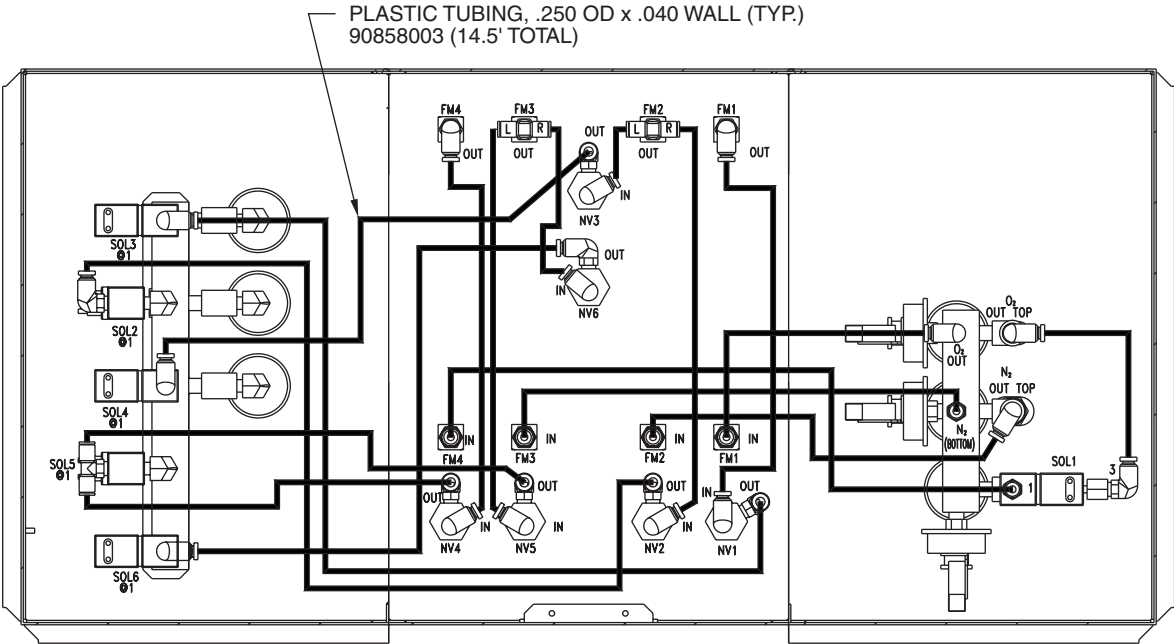 PLASTIC TUBING, .250 OD x .040 WALL (TYP.)
90858003 (14.5' TOTAL)
FM4
OUT
FM3
L R
OUT
OUT
NV3
IN
FM2
L R
OUT
FM1
OUT
OUT
IN
NV6
SOL3
@1
SOL2
@1
SOL4
@1
SOL5
@1
SOL6
@1
O₂
OUT TOP
O₂
OUT
N₂
OUT TOP
N₂
(BOTTOM)
IN
FM4
IN
FM3
IN
FM2
IN
FM1
OUT
IN
NV4
OUT
IN
NV5
OUT
IN
NV2
IN
OUT
NV1
SOL1
1
3